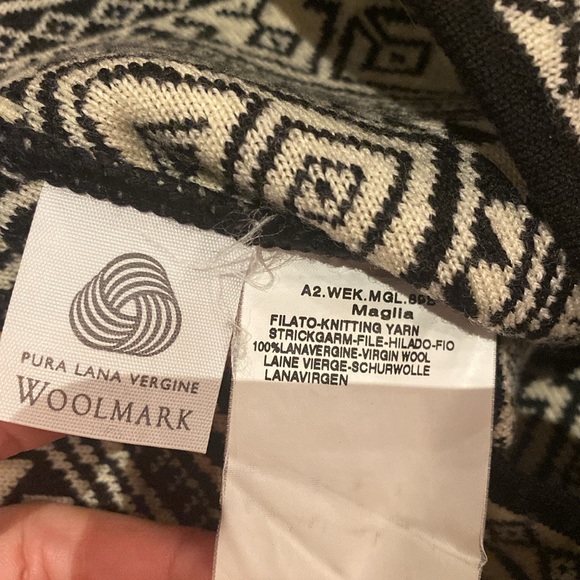 PURA LANA VERGINE
WOOLMARK
A2.WEK.MGL.
Maglia
FILATO-KNITTING YARN
STRICKGARM-FILE-HILADO-FIO
100%LANAVERGINE-VIRGIN WOOL
LAINE VIERGE-SCHURWOLLE
LANAVIRGEN